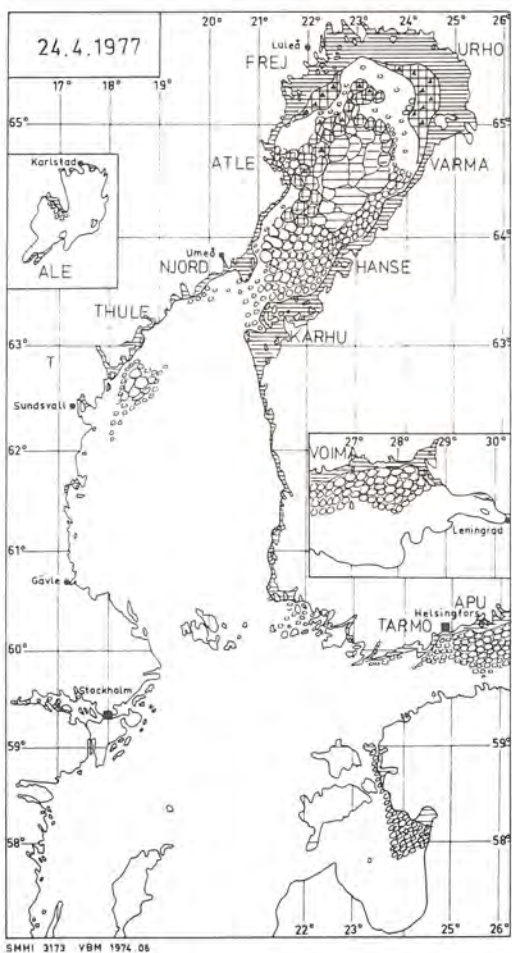 24.4.1977
17° 18° 19° 20° 21° 22° 23° 24° 25° 26°
Luleå
FREJ
URHO
65°
65°
Karlstad
ATLE
VARMA
ALE
64°
64°
Umeå
NJORD
HANSE
THULE
KARHU
63°
63°
T
Sundsvall
62°
62°
27° 28° 29° 30°
VOIMA
Leningrad
61°
61°
Gävle
APU
Helsingfors
TARMO
60°
60°
Stockholm
59°
59°
58°
58°
22° 23° 24° 25° 26°
SMHI 3173 VBM 1974.06